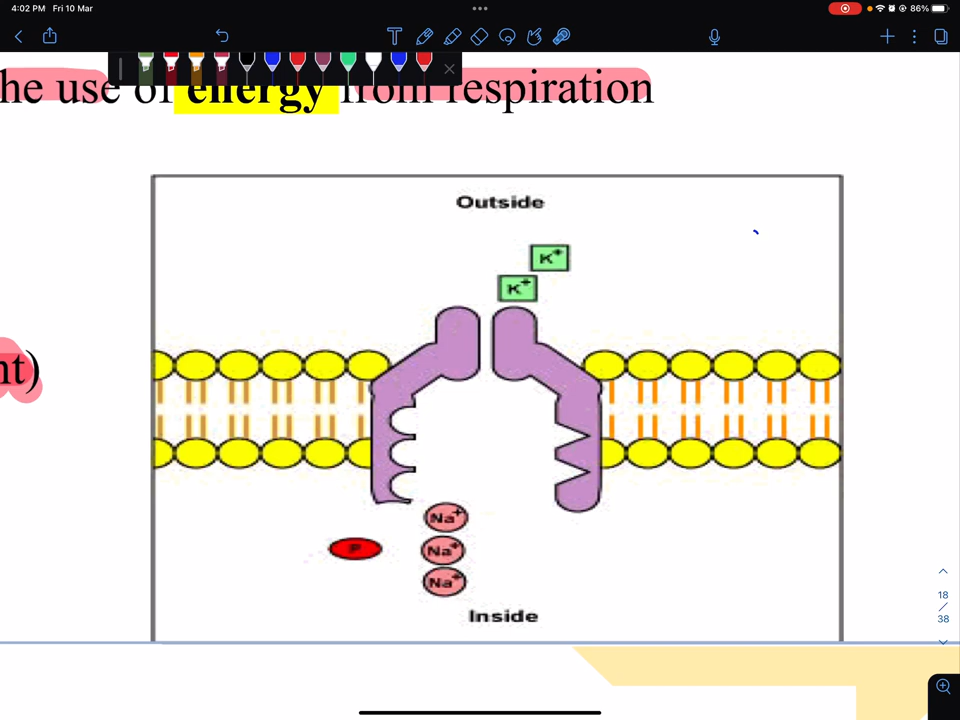 4:02 PM Fri 10 Mar
86%
he use of energy from respiration
Outside
K+
K+
nt)
Na+
P
Na+
Na+
Inside
18
/
38